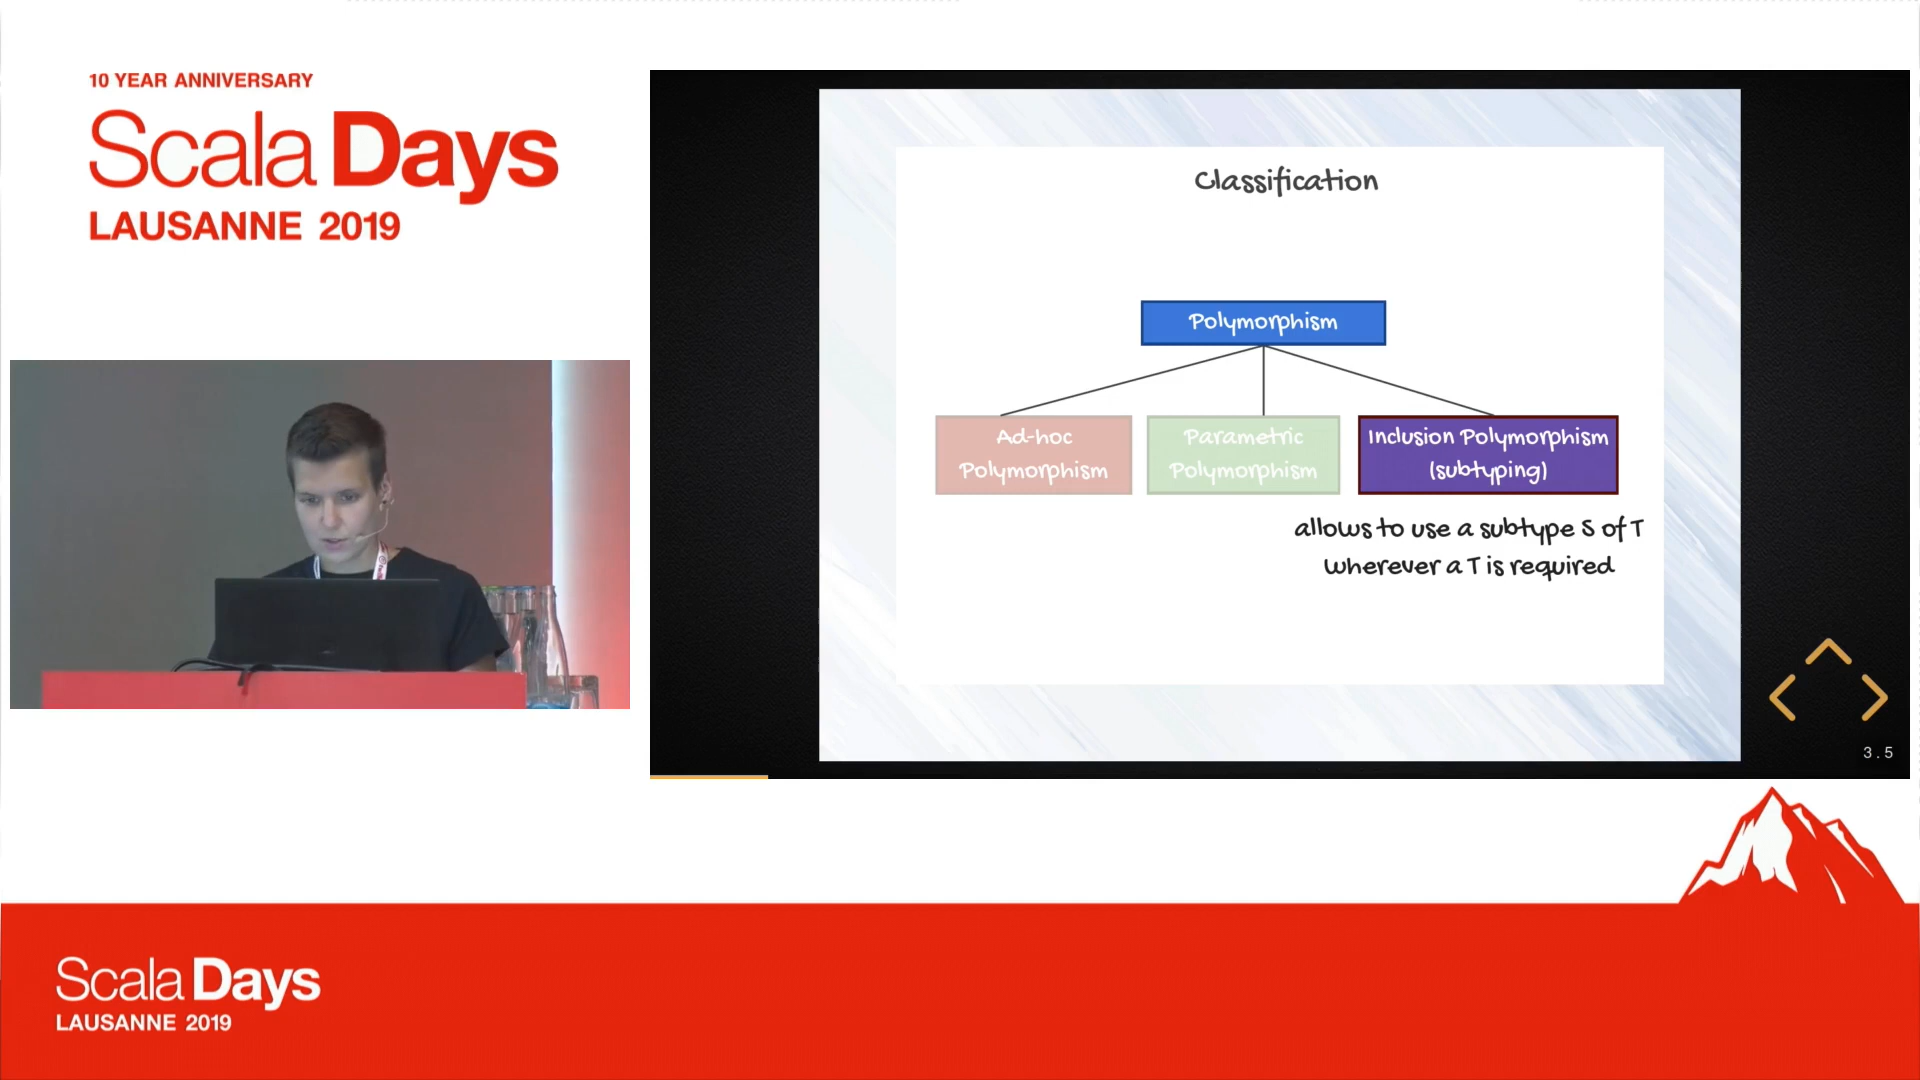 10 YEAR ANNIVERSARY
Scala Days
LAUSANNE 2019
Classification
Polymorphism
Ad-hoc
Polymorphism
Parametric
Polymorphism
Inclusion Polymorphism
(subtyping)
allows to use a subtype S of T
wherever a T is required
3.5
Scala Days
LAUSANNE 2019